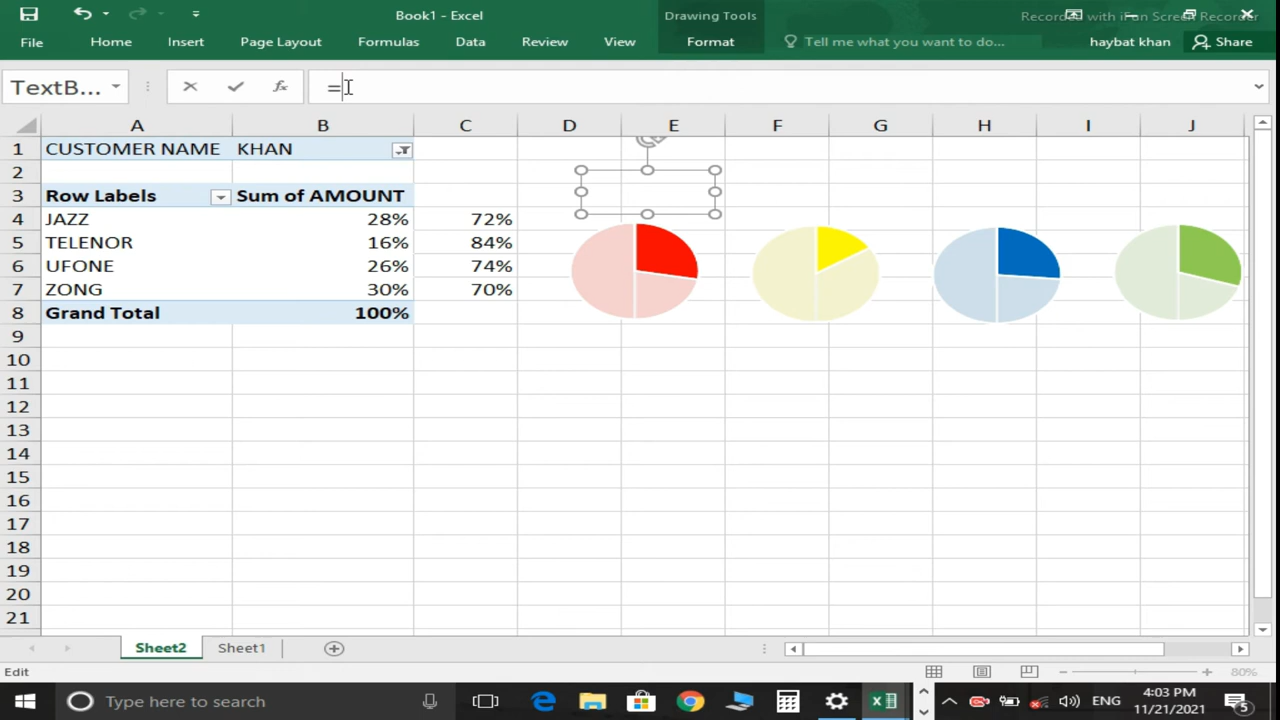 Book1 - Excel
Drawing Tools
Recorded with iFun Screen Recorder
File
Home
Insert
Page Layout
Formulas
Data
Review
View
Format
Tell me what you want to do...
haybat khan
Share
TextB...
fx
=
A B C D E F G H I J
1 CUSTOMER NAME KHAN
2
3 Row Labels Sum of AMOUNT
4 JAZZ 28% 72%
5 TELENOR 16% 84%
6 UFONE 26% 74%
7 ZONG 30% 70%
8 Grand Total 100%
9
10
11
12
13
14
15
16
17
18
19
20
21
Sheet2 Sheet1
Edit
80%
Type here to search
ENG
4:03 PM
11/21/2021
5